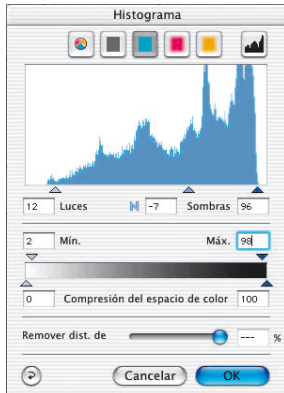 Histograma
12 Luces N -7 Sombras 96
2 Mín. Máx. 98
0 Compresión del espacio de color 100
Remover dist. de --- %
Cancelar OK